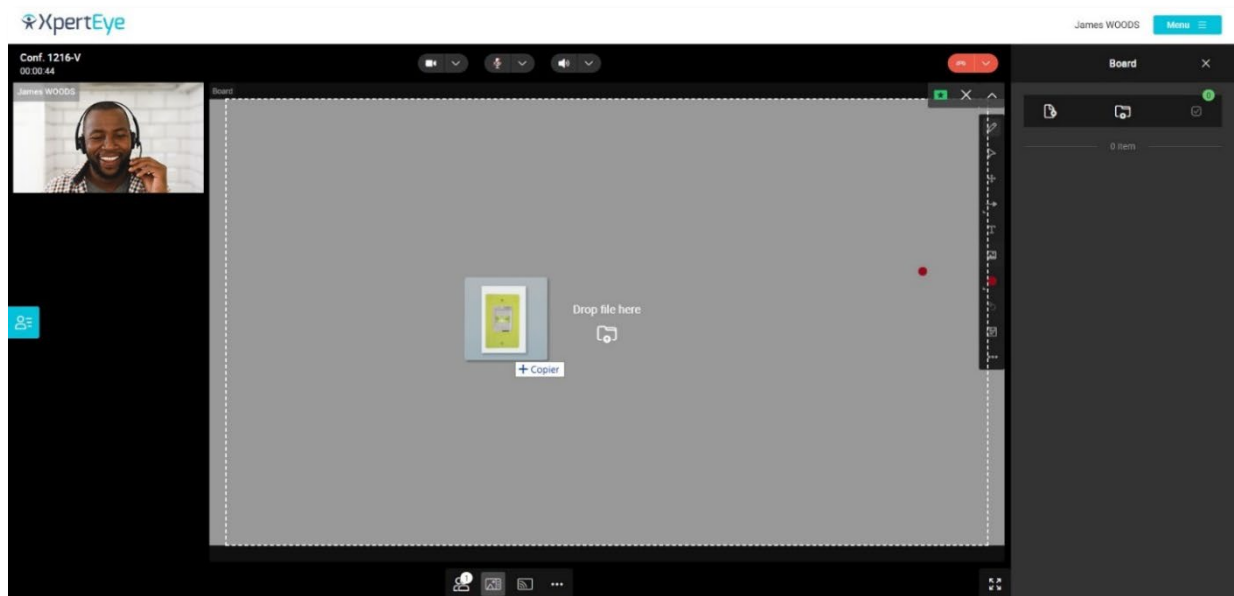 XpertEye
James WOODS
Menu
Conf. 1216-V
00:00:44
Board
×
James WOODS
Board
0
0 item
T
Drop file here
+ Copier
1